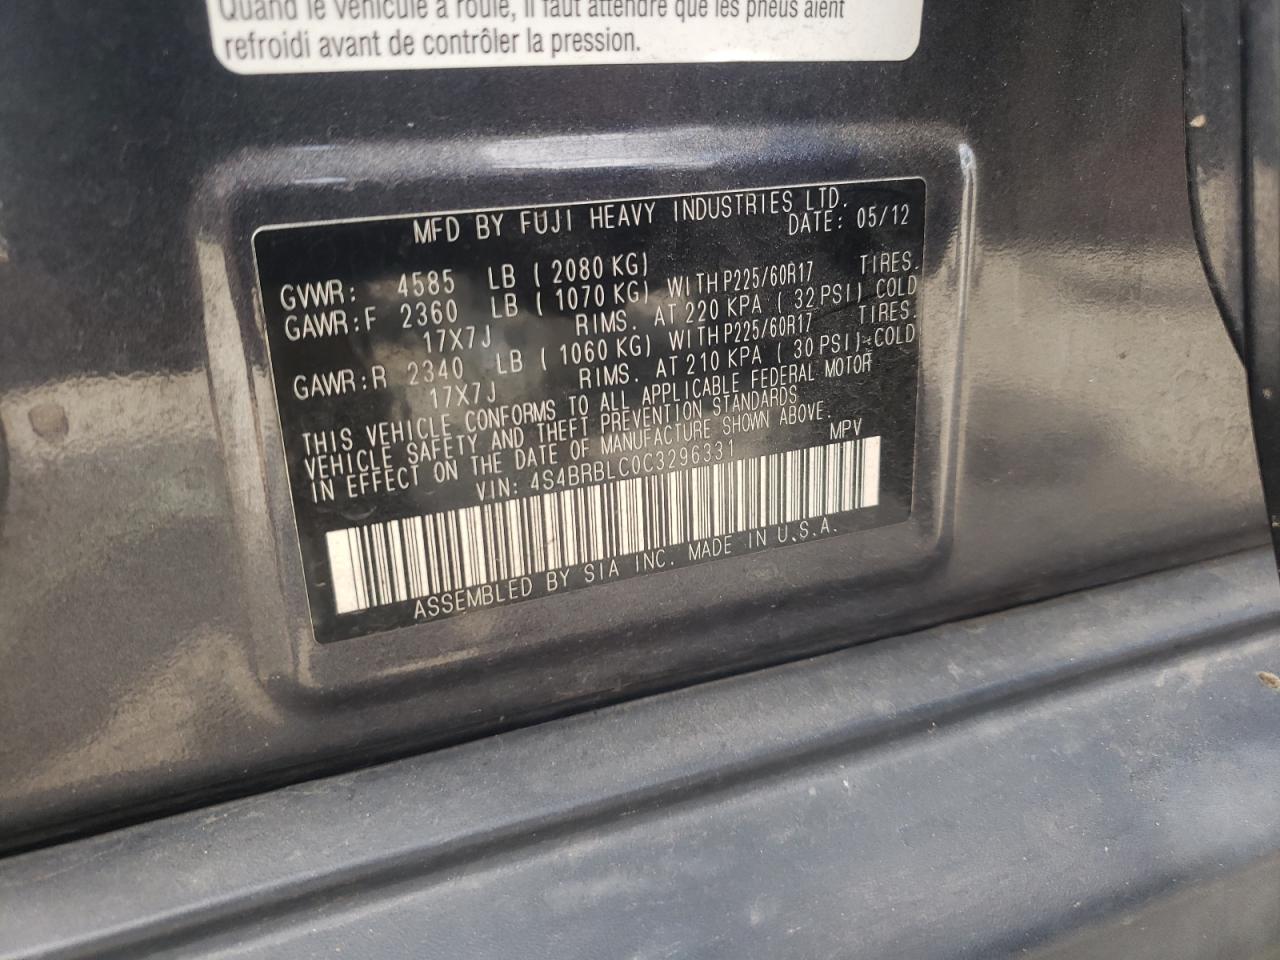 Quand le véhicule a roulé, il faut attendre que les pneus aient
refroidi avant de contrôler la pression.
MFD BY FUJI HEAVY INDUSTRIES LTD.
DATE: 05/12
GVWR: 4585 LB ( 2080 KG)
GAWR:F 2360 LB ( 1070 KG) WITH P225/60R17 TIRES.
17X7J RIMS. AT 220 KPA ( 32 PSI) COLD
GAWR:R 2340 LB ( 1060 KG) WITH P225/60R17 TIRES.
17X7J RIMS. AT 210 KPA ( 30 PSI) COLD
THIS VEHICLE CONFORMS TO ALL APPLICABLE FEDERAL MOTOR
VEHICLE SAFETY AND THEFT PREVENTION STANDARDS
IN EFFECT ON THE DATE OF MANUFACTURE SHOWN ABOVE.
VIN: 4S4BRBLC0C3296331 MPV
ASSEMBLED BY SIA INC. MADE IN U.S.A.